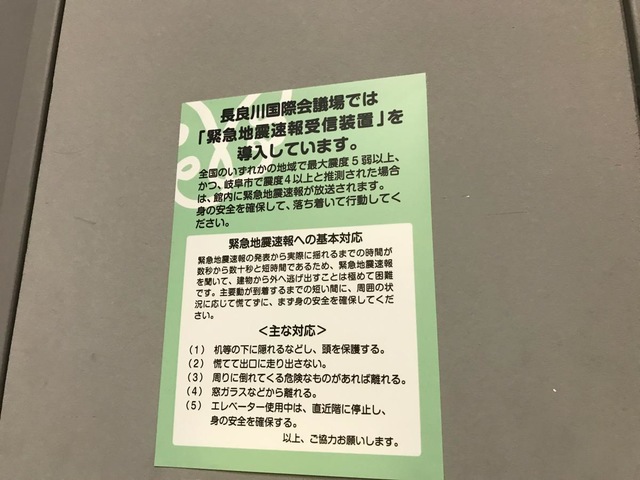 長良川国際会議場では
「緊急地震速報受信装置」を
導入しています。
全国のいずれかの地域で最大震度5弱以上、
かつ、岐阜市で震度4以上と推測された場合
は、館内に緊急地震速報が放送されます。
身の安全を確保して、落ち着いて行動してく
ださい。
緊急地震速報への基本対応
緊急地震速報の発表から実際に揺れるまでの時間が
数秒から数十秒と短時間であるため、緊急地震速報
を聞いて、建物から外へ逃げ出すことは極めて困難
です。主要動が到着するまでの短い間に、周囲の状
況に応じて慌てずに、まず身の安全を確保してくだ
さい。
＜主な対応＞
（1） 机等の下に隠れるなどし、頭を保護する。
（2） 慌てて出口に走り出さない。
（3） 周りに倒れてくる危険なものがあれば離れる。
（4） 窓ガラスなどから離れる。
（5） エレベーター使用中は、直近階に停止し、
身の安全を確保する。
以上、ご協力お願いします。